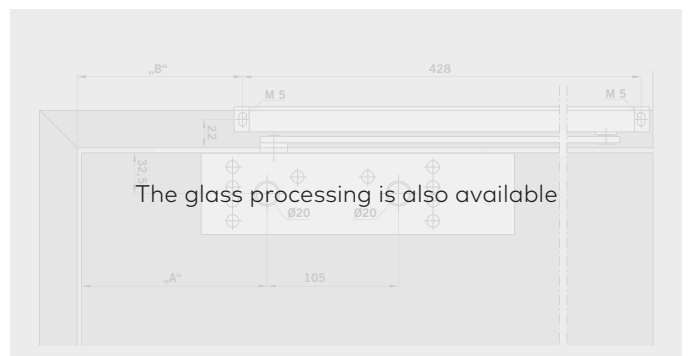 „B“ 428
M 5 M 5
22
32,5
The glass processing is also available
Ø20 Ø20
„A“ 105